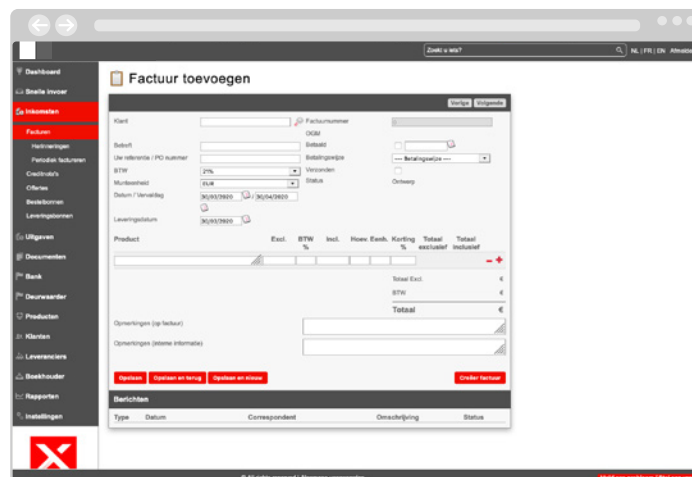 Zoekt u iets?
NL | FR | EN Afmelde
Dashboard
Snelle invoer
Inkomsten
Facturen
Herinneringen
Periodiek factureren
Creditnota's
Offertes
Bestelbonnen
Leveringsbonnen
Uitgaven
Documenten
Bank
Deurwaarder
Producten
Klanten
Leveranciers
Boekhouder
Rapporten
Instellingen
Factuur toevoegen
Vorige Volgende
Klant Factuurnummer
OGM
Betreft Betaald
Uw referentie / PO nummer Betalingswijze ---- Betalingswijze ----
BTW 21% Verzonden
Munteenheid EUR Status Ontwerp
Datum / Vervaldag 30/03/2020 / 30/04/2020
Leveringsdatum 30/03/2020
Product Excl. BTW % Incl. Hoev. Eenh. Korting % Totaal exclusief Totaal inclusief
Totaal Excl. €
BTW €
Totaal €
Opmerkingen (op factuur)
Opmerkingen (interne informatie)
Opslaan Opslaan en terug Opslaan en nieuw Creëer factuur
Berichten
Type Datum Correspondent Omschrijving Status